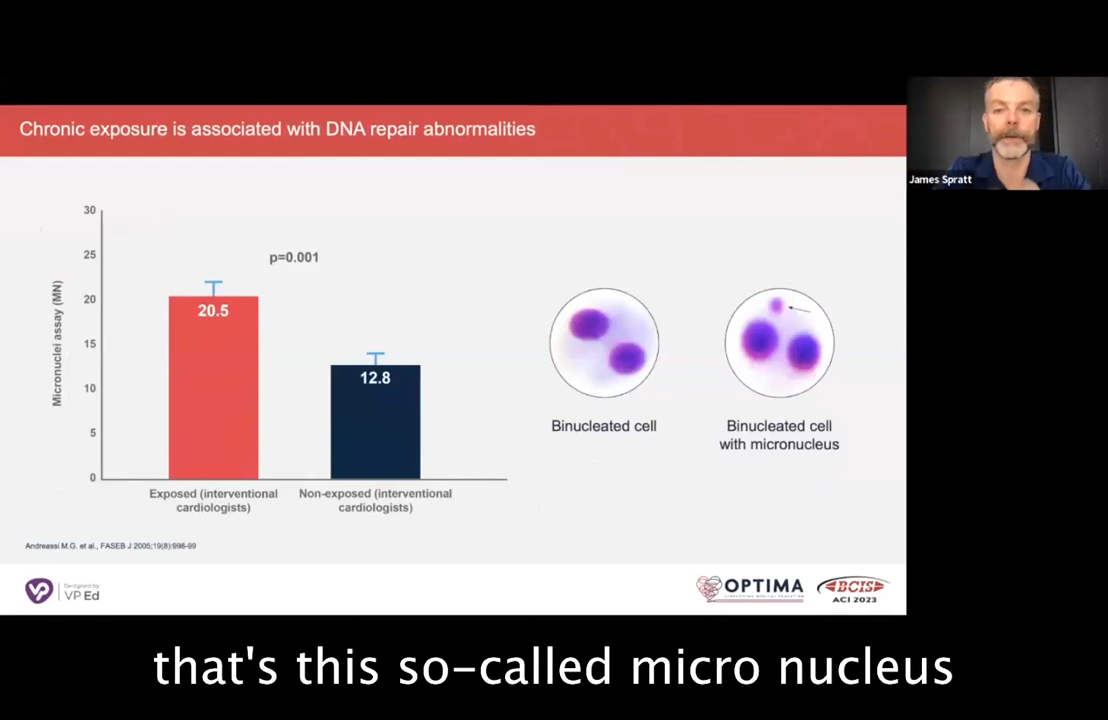 Chronic exposure is associated with DNA repair abnormalities
James Spratt
30
25
20
15
10
5
0
Micronuclei assay (MN)
p=0.001
20.5
12.8
Exposed (interventional
cardiologists)
Non-exposed (interventional
cardiologists)
Binucleated cell
Binucleated cell
with micronucleus
Andreassi M.G. et al., FASEB J 2005;19(8):998-99
VP
Designed by
VP Ed
OPTIMA
BCIS
ACI 2023
that's this so-called micro nucleus